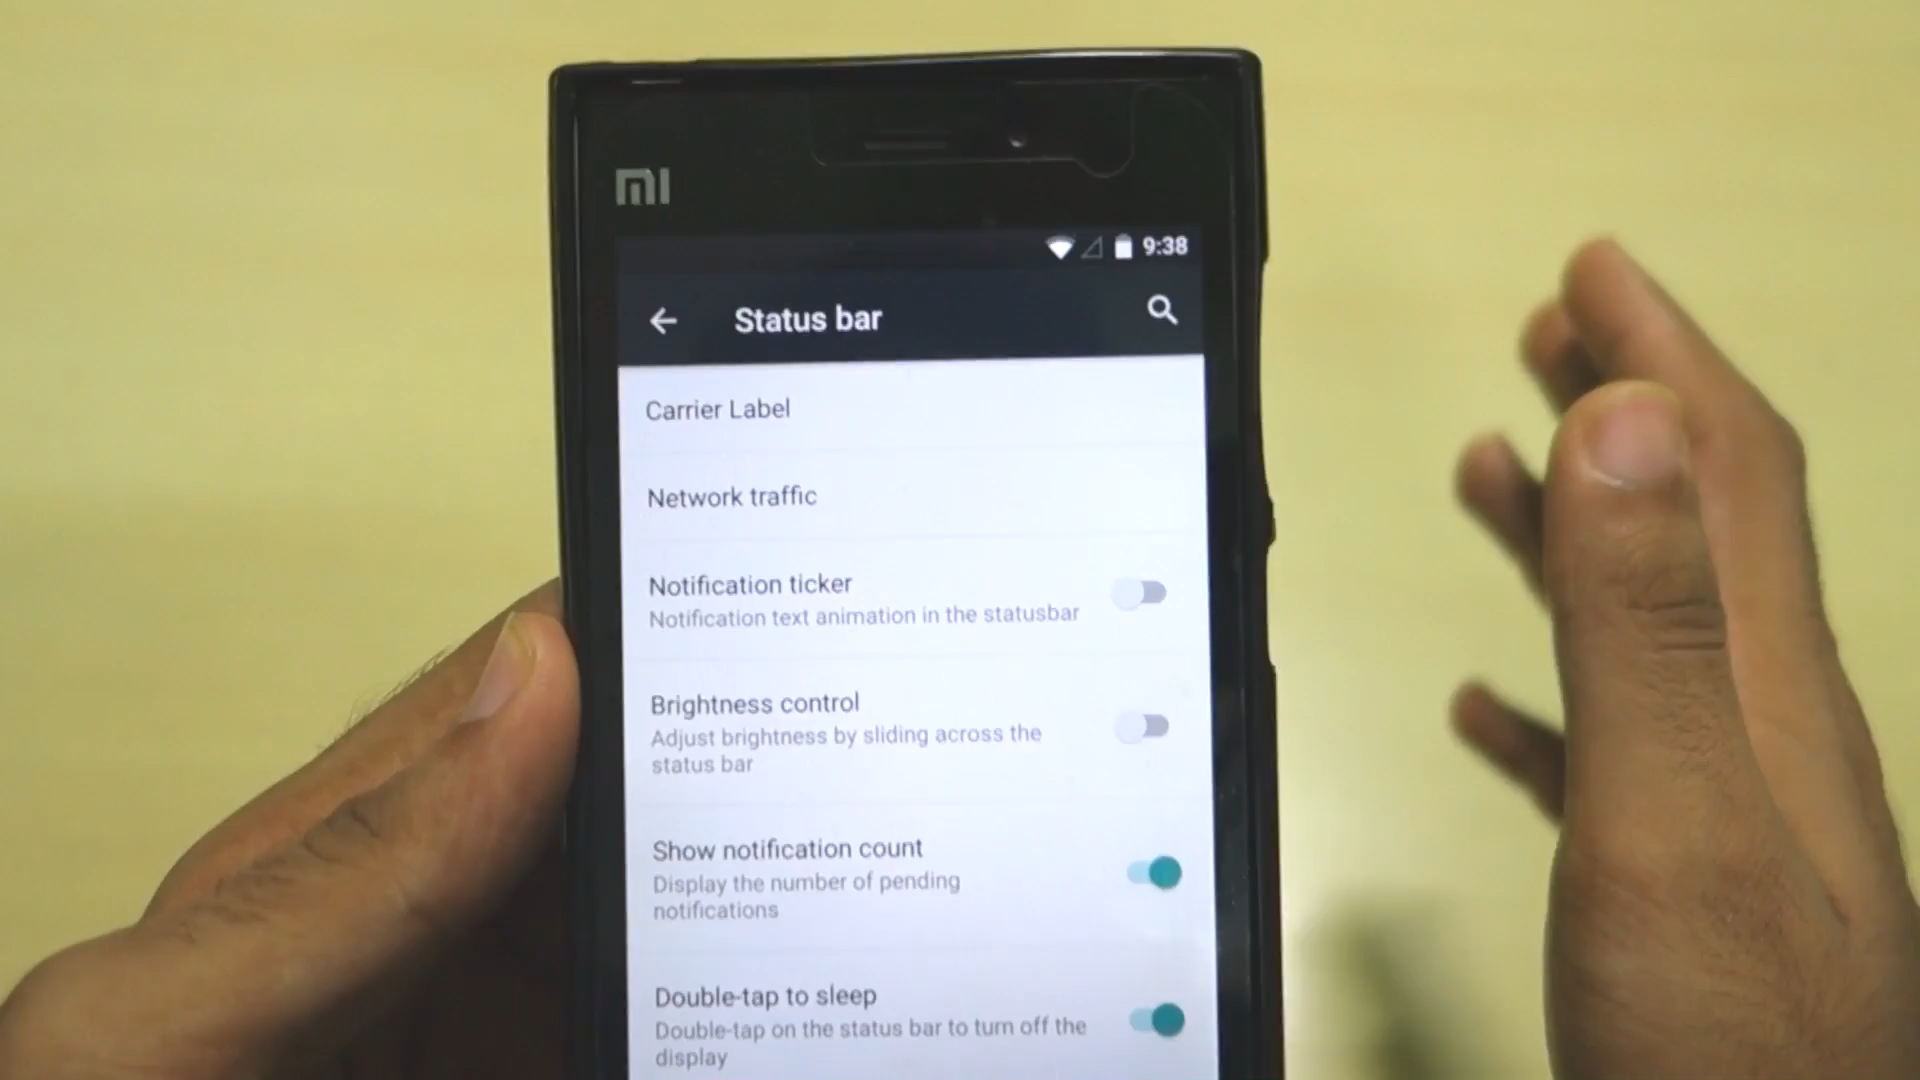 mi
9:38
Status bar
Carrier Label
Network traffic
Notification ticker
Notification text animation in the statusbar
Brightness control
Adjust brightness by sliding across the
status bar
Show notification count
Display the number of pending
notifications
Double-tap to sleep
Double-tap on the status bar to turn off the
display